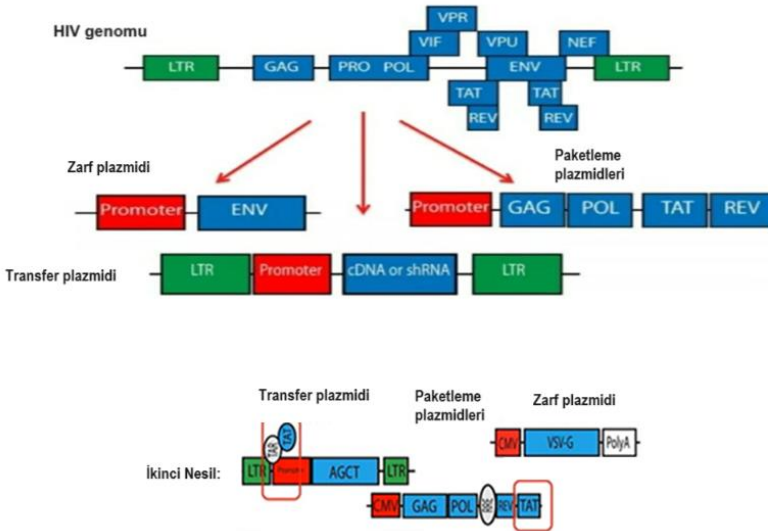 HIV genomu
VPR
VIF VPU NEF
LTR GAG PRO POL ENV LTR
TAT TAT
REV REV
Zarf plazmidi
Paketleme
plazmidleri
Promoter ENV
Promoter GAG POL TAT REV
Transfer plazmidi
LTR Promoter cDNA or shRNA LTR
Transfer plazmidi
Paketleme
plazmidleri
Zarf plazmidi
TAR TAT
CMV VSV-G PolyA
İkinci Nesil:
LTR Promoter AGCT LTR
CMV GAG POL REV TAT